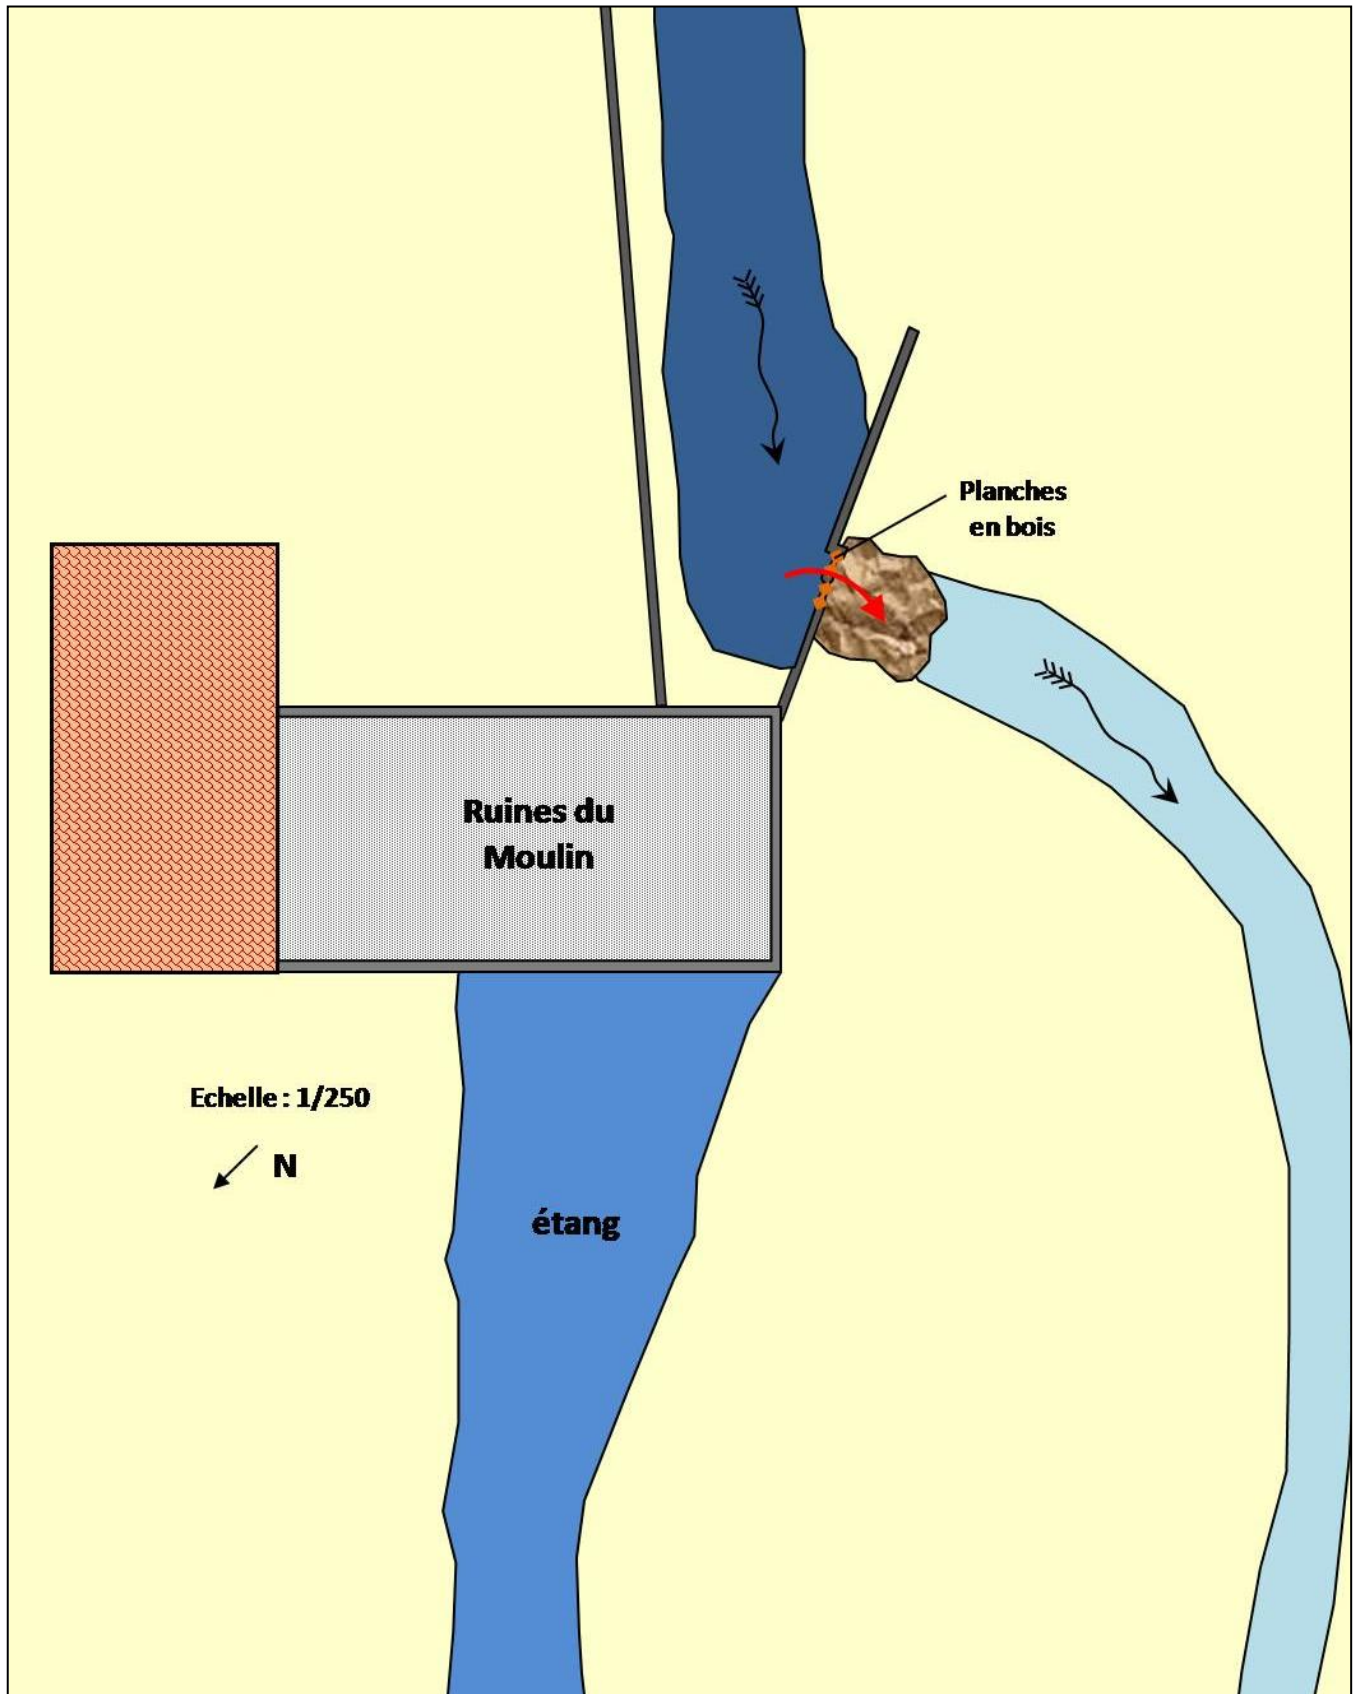 Planches
en bois
Ruines du
Moulin
Echelle : 1/250
N
étang